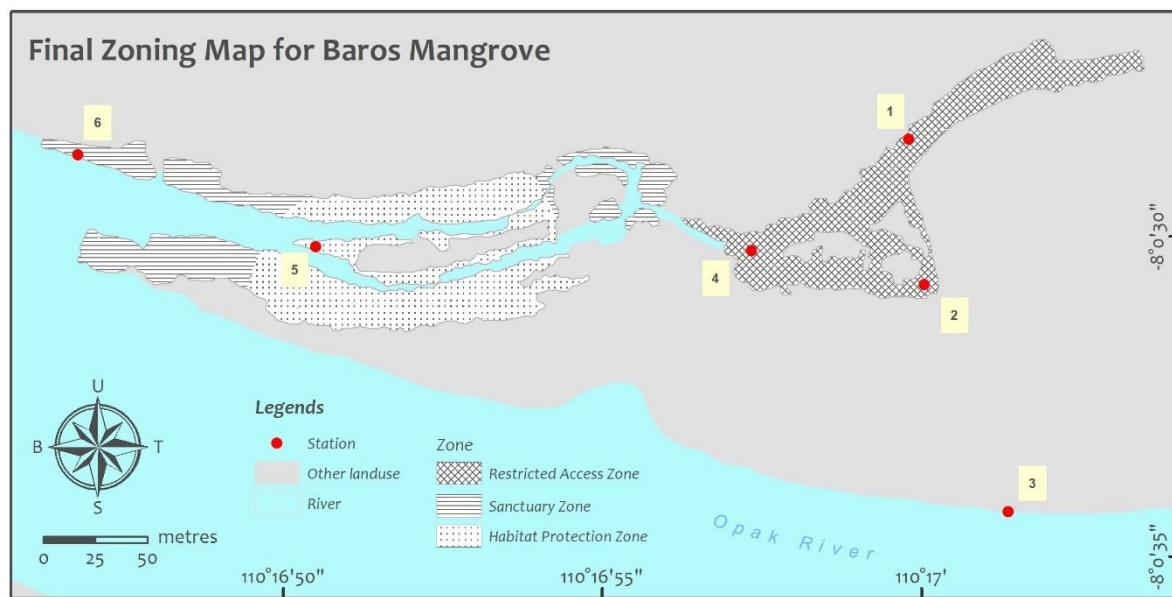 Final Zoning Map for Baros Mangrove
1
6
-8°0'30"
5
4
2
U
B
T
S
Legends
Station
Other landuse
River
Zone
Restricted Access Zone
Sanctuary Zone
Habitat Protection Zone
3
Opak River
metres
0 25 50
-8°0'35"
110°16'50"
110°16'55"
110°17'